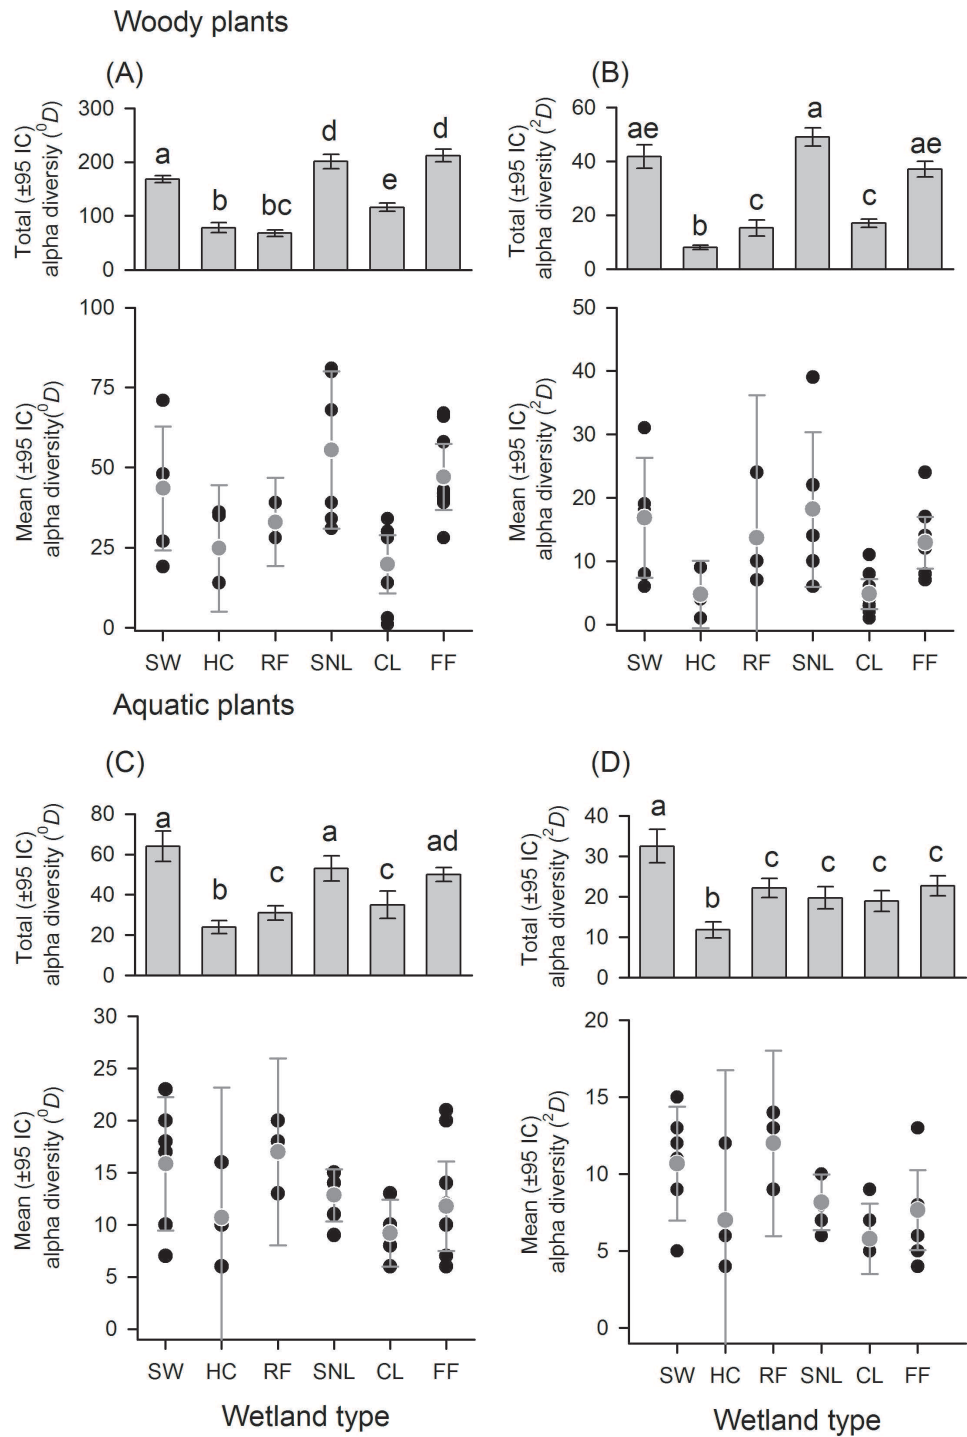 Woody plants
(A)
Total (±95 IC)
alpha diversity (⁰D)
300
200
100
0
a
b
bc
d
e
d
Mean (±95 IC)
alpha diversity(⁰D)
100
75
50
25
0
SW HC RF SNL CL FF
(B)
Total (±95 IC)
alpha diversity (²D)
60
40
20
0
ae
b
c
a
c
ae
Mean (±95 IC)
alpha diversity (²D)
50
40
30
20
10
0
SW HC RF SNL CL FF
Aquatic plants
(C)
Total (±95 IC)
alpha diversity (⁰D)
80
60
40
20
0
a
b
c
a
c
ad
Mean (±95 IC)
alpha diversity (⁰D)
30
25
20
15
10
5
0
SW HC RF SNL CL FF
Wetland type
(D)
Total (±95 IC)
alpha diversity (²D)
40
30
20
10
0
a
b
c
c
c
c
Mean (±95 IC)
alpha diversity (²D)
20
15
10
5
0
SW HC RF SNL CL FF
Wetland type